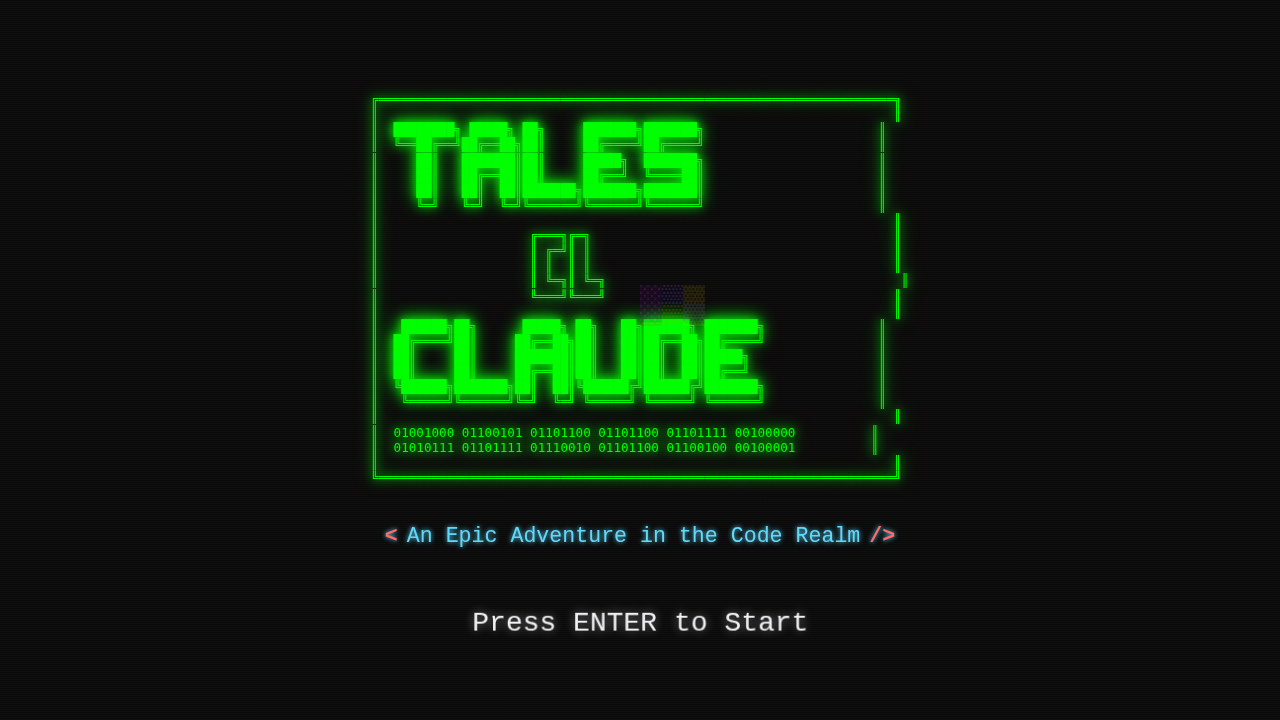 TALES
CLAUDE
01001000 01100101 01101100 01101100 01101111 00100000
01010111 01101111 01110010 01101100 01100100 00100001
< An Epic Adventure in the Code Realm />
Press ENTER to Start